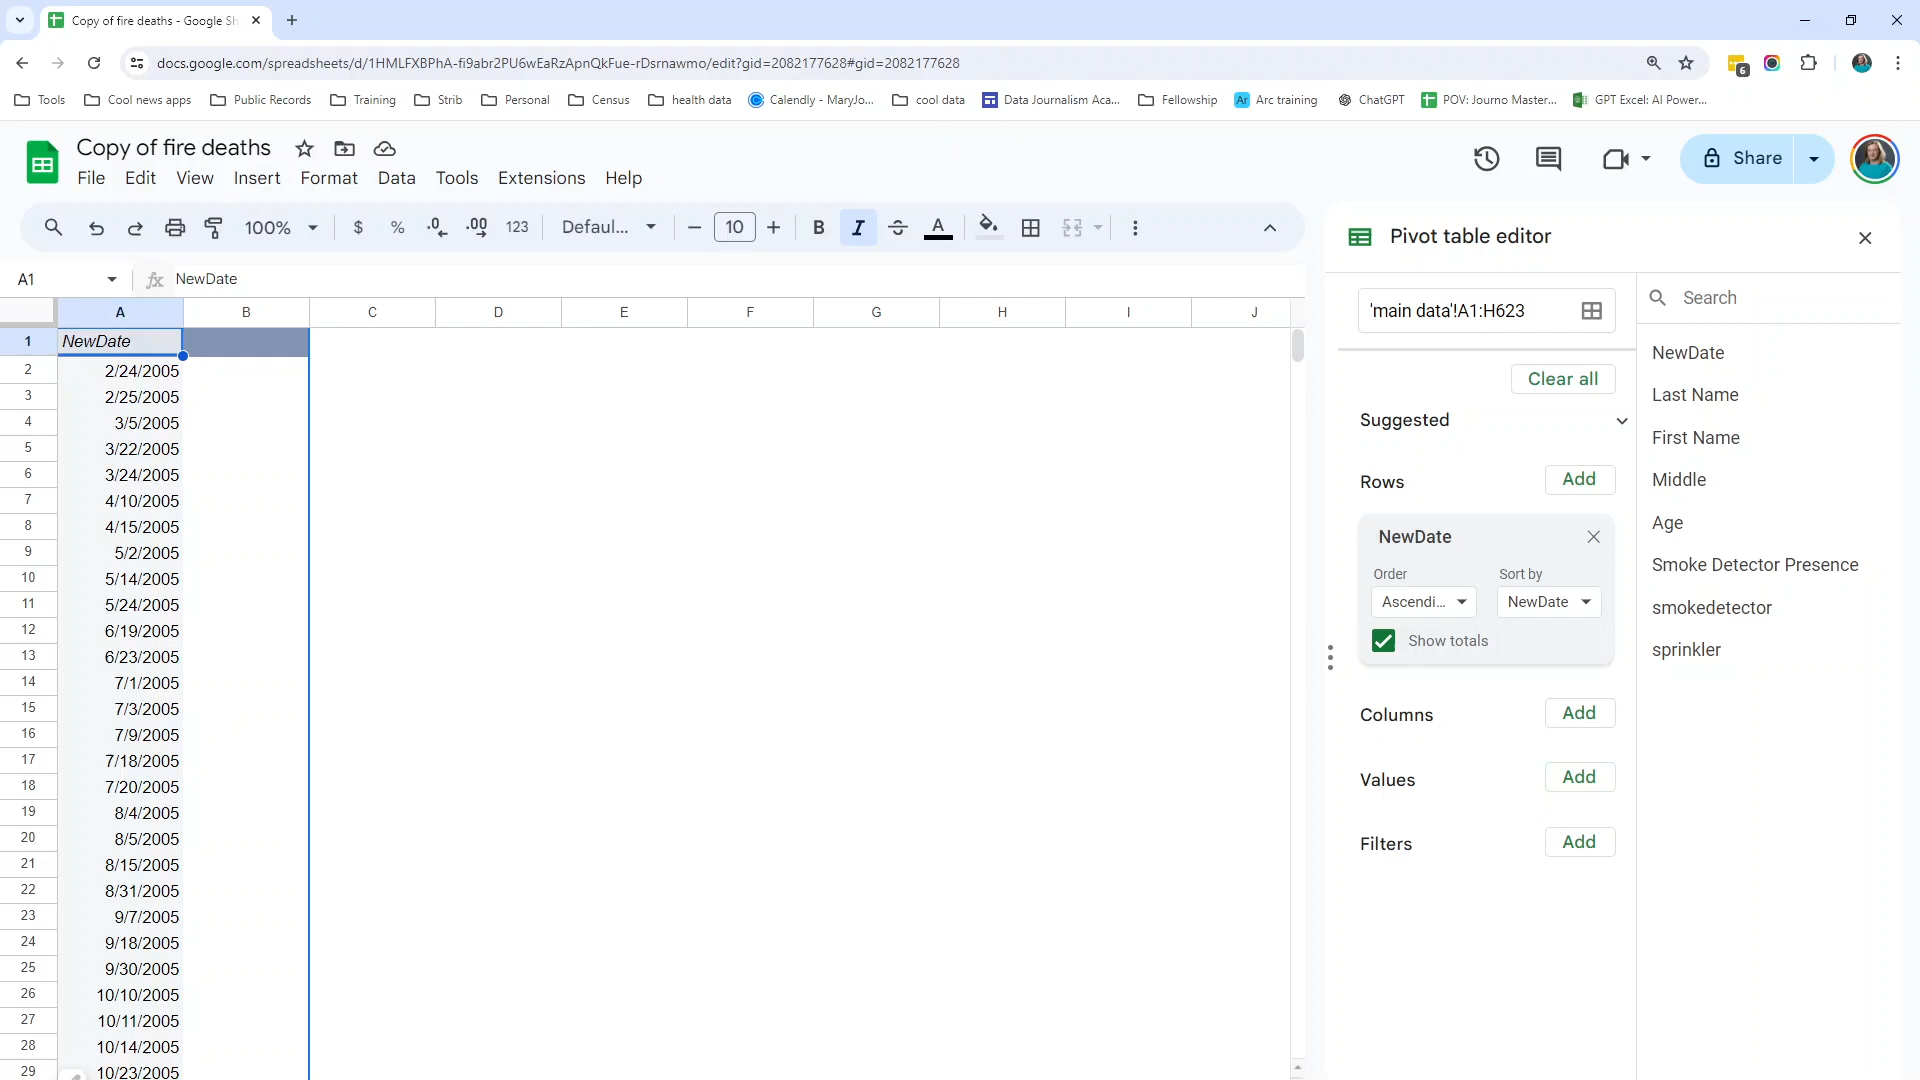 Copy of fire deaths - Google Sh
docs.google.com/spreadsheets/d/1HMLFXBPhA-fi9abr2PU6wEaRzApnQkFue-rDsrnawmo/edit?gid=2082177628#gid=2082177628
6
Tools Cool news apps Public Records Training Strib Personal Census health data Calendly - MaryJo... cool data Data Journalism Aca... Fellowship Ar Arc training ChatGPT POV: Journo Master... GPT Excel: AI Power...
Copy of fire deaths
Share
File Edit View Insert Format Data Tools Extensions Help
100% $ % .0 .00 123 Defaul... 10 B I A
Pivot table editor
A1 fx NewDate
'main data'!A1:H623
Search
A B C D E F G H I J
1 NewDate
2 2/24/2005
3 2/25/2005
4 3/5/2005
5 3/22/2005
6 3/24/2005
7 4/10/2005
8 4/15/2005
9 5/2/2005
10 5/14/2005
11 5/24/2005
12 6/19/2005
13 6/23/2005
14 7/1/2005
15 7/3/2005
16 7/9/2005
17 7/18/2005
18 7/20/2005
19 8/4/2005
20 8/5/2005
21 8/15/2005
22 8/31/2005
23 9/7/2005
24 9/18/2005
25 9/30/2005
26 10/10/2005
27 10/11/2005
28 10/14/2005
29 10/23/2005
Clear all
Suggested
Rows Add
NewDate
Order Sort by
Ascendi... NewDate
Show totals
Columns Add
Values Add
Filters Add
NewDate
Last Name
First Name
Middle
Age
Smoke Detector Presence
smokedetector
sprinkler